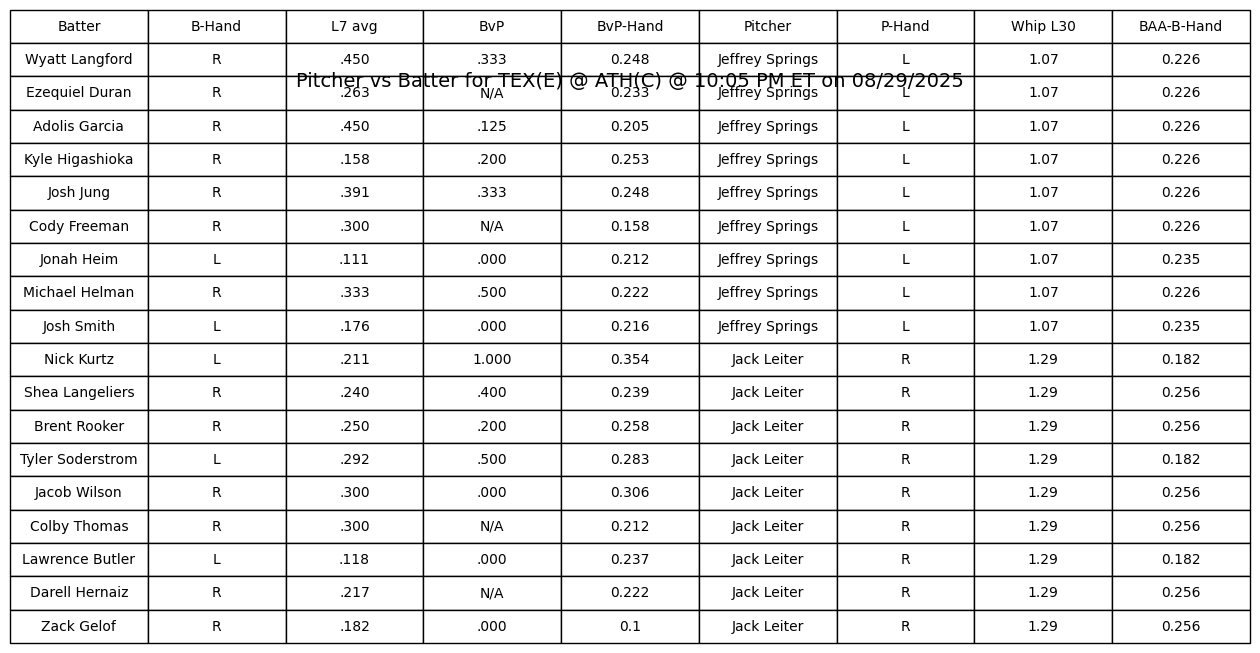 Batter B-Hand L7 avg BvP BvP-Hand Pitcher P-Hand Whip L30 BAA-B-Hand
Wyatt Langford R .450 .333 0.248 Jeffrey Springs L 1.07 0.226
Pitcher vs Batter for TEX(E) @ ATH(C) @ 10:05 PM ET on 08/29/2025
Ezequiel Duran R .263 N/A 0.233 Jeffrey Springs L 1.07 0.226
Adolis Garcia R .450 .125 0.205 Jeffrey Springs L 1.07 0.226
Kyle Higashioka R .158 .200 0.253 Jeffrey Springs L 1.07 0.226
Josh Jung R .391 .333 0.248 Jeffrey Springs L 1.07 0.226
Cody Freeman R .300 N/A 0.158 Jeffrey Springs L 1.07 0.226
Jonah Heim L .111 .000 0.212 Jeffrey Springs L 1.07 0.235
Michael Helman R .333 .500 0.222 Jeffrey Springs L 1.07 0.226
Josh Smith L .176 .000 0.216 Jeffrey Springs L 1.07 0.235
Nick Kurtz L .211 1.000 0.354 Jack Leiter R 1.29 0.182
Shea Langeliers R .240 .400 0.239 Jack Leiter R 1.29 0.256
Brent Rooker R .250 .200 0.258 Jack Leiter R 1.29 0.256
Tyler Soderstrom L .292 .500 0.283 Jack Leiter R 1.29 0.182
Jacob Wilson R .300 .000 0.306 Jack Leiter R 1.29 0.256
Colby Thomas R .300 N/A 0.212 Jack Leiter R 1.29 0.256
Lawrence Butler L .118 .000 0.237 Jack Leiter R 1.29 0.182
Darell Hernaiz R .217 N/A 0.222 Jack Leiter R 1.29 0.256
Zack Gelof R .182 .000 0.1 Jack Leiter R 1.29 0.256